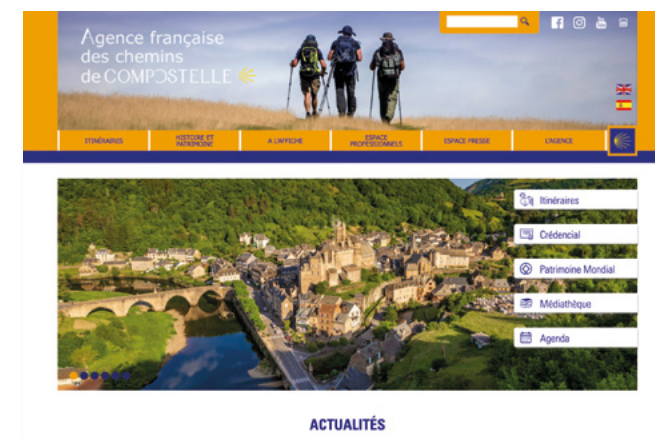 Agence française
des chemins
de COMPOSTELLE
ITINÉRAIRES
HISTOIRE ET
PATRIMOINE
A L'AFFICHE
ESPACE
PROFESSIONNELS
ESPACE PRESSE
L'AGENCE
Itinéraires
Crédencial
Patrimoine Mondial
Médiathèque
Agenda
ACTUALITÉS